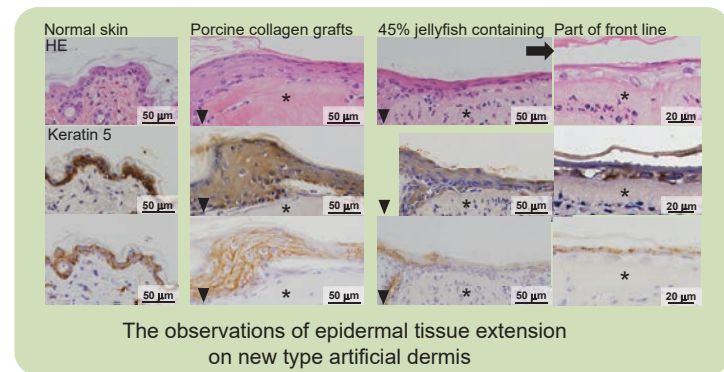 Normal skin
Porcine collagen grafts
45% jellyfish containing
Part of front line
HE
*
*
*
50 μm
50 μm
50 μm
20 μm
Keratin 5
*
*
*
50 μm
50 μm
50 μm
20 μm
*
*
*
50 μm
50 μm
50 μm
20 μm
The observations of epidermal tissue extension
on new type artificial dermis